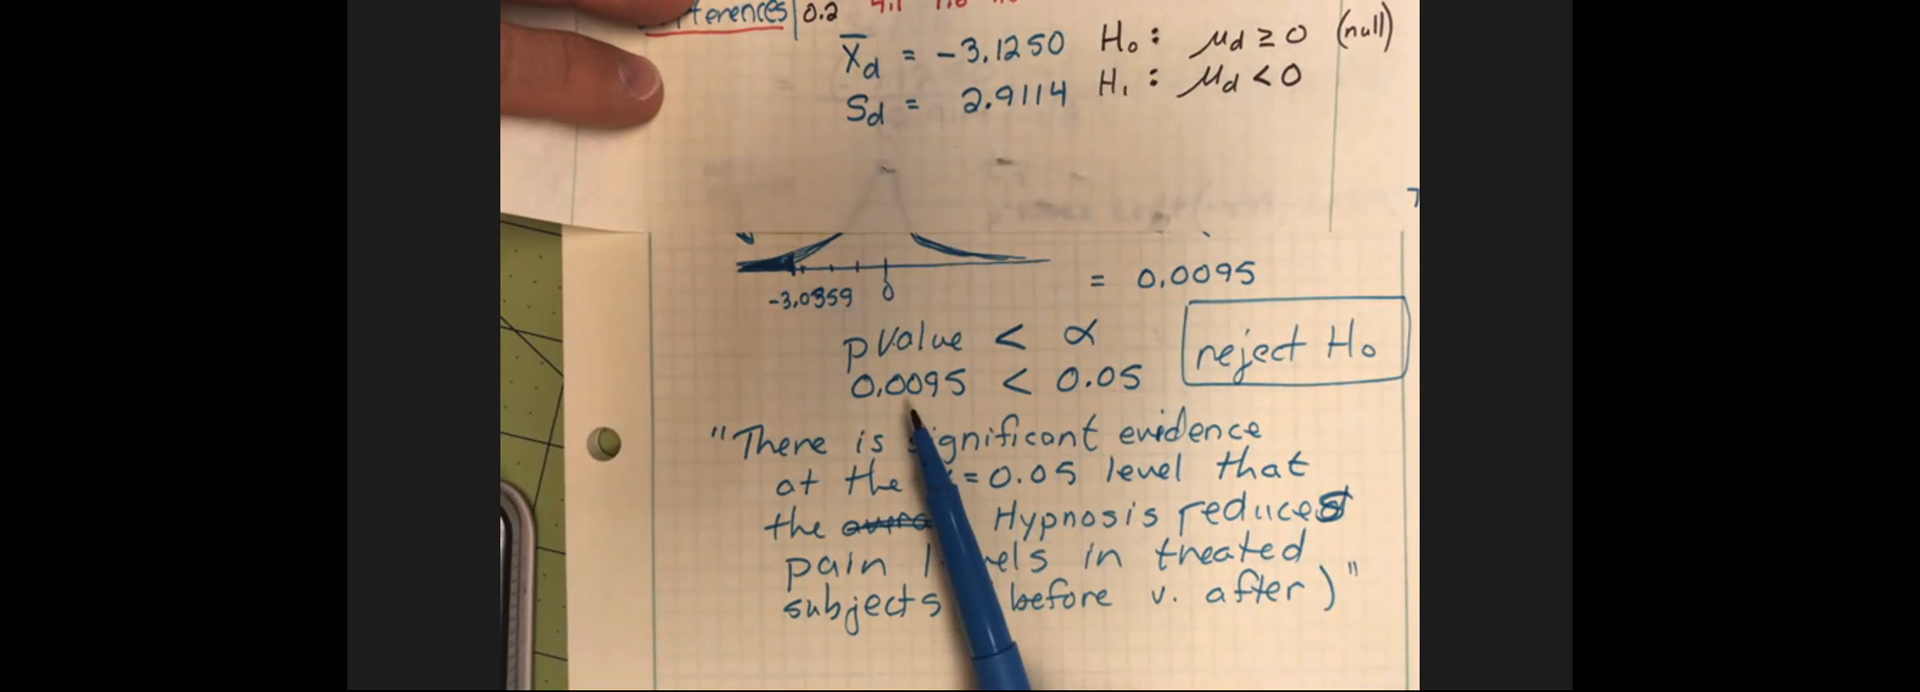 0.2
X̄d = -3.1250 H₀: μd ≥ 0 (null)
Sd = 2.9114 H₁: μd < 0
-3.0359 0
= 0.0095
pvalue < α
0.0095 < 0.05
reject H₀
"There is significant evidence
at the = 0.05 level that
the Hypnosis reduces
pain in treated
subjects before v. after)"